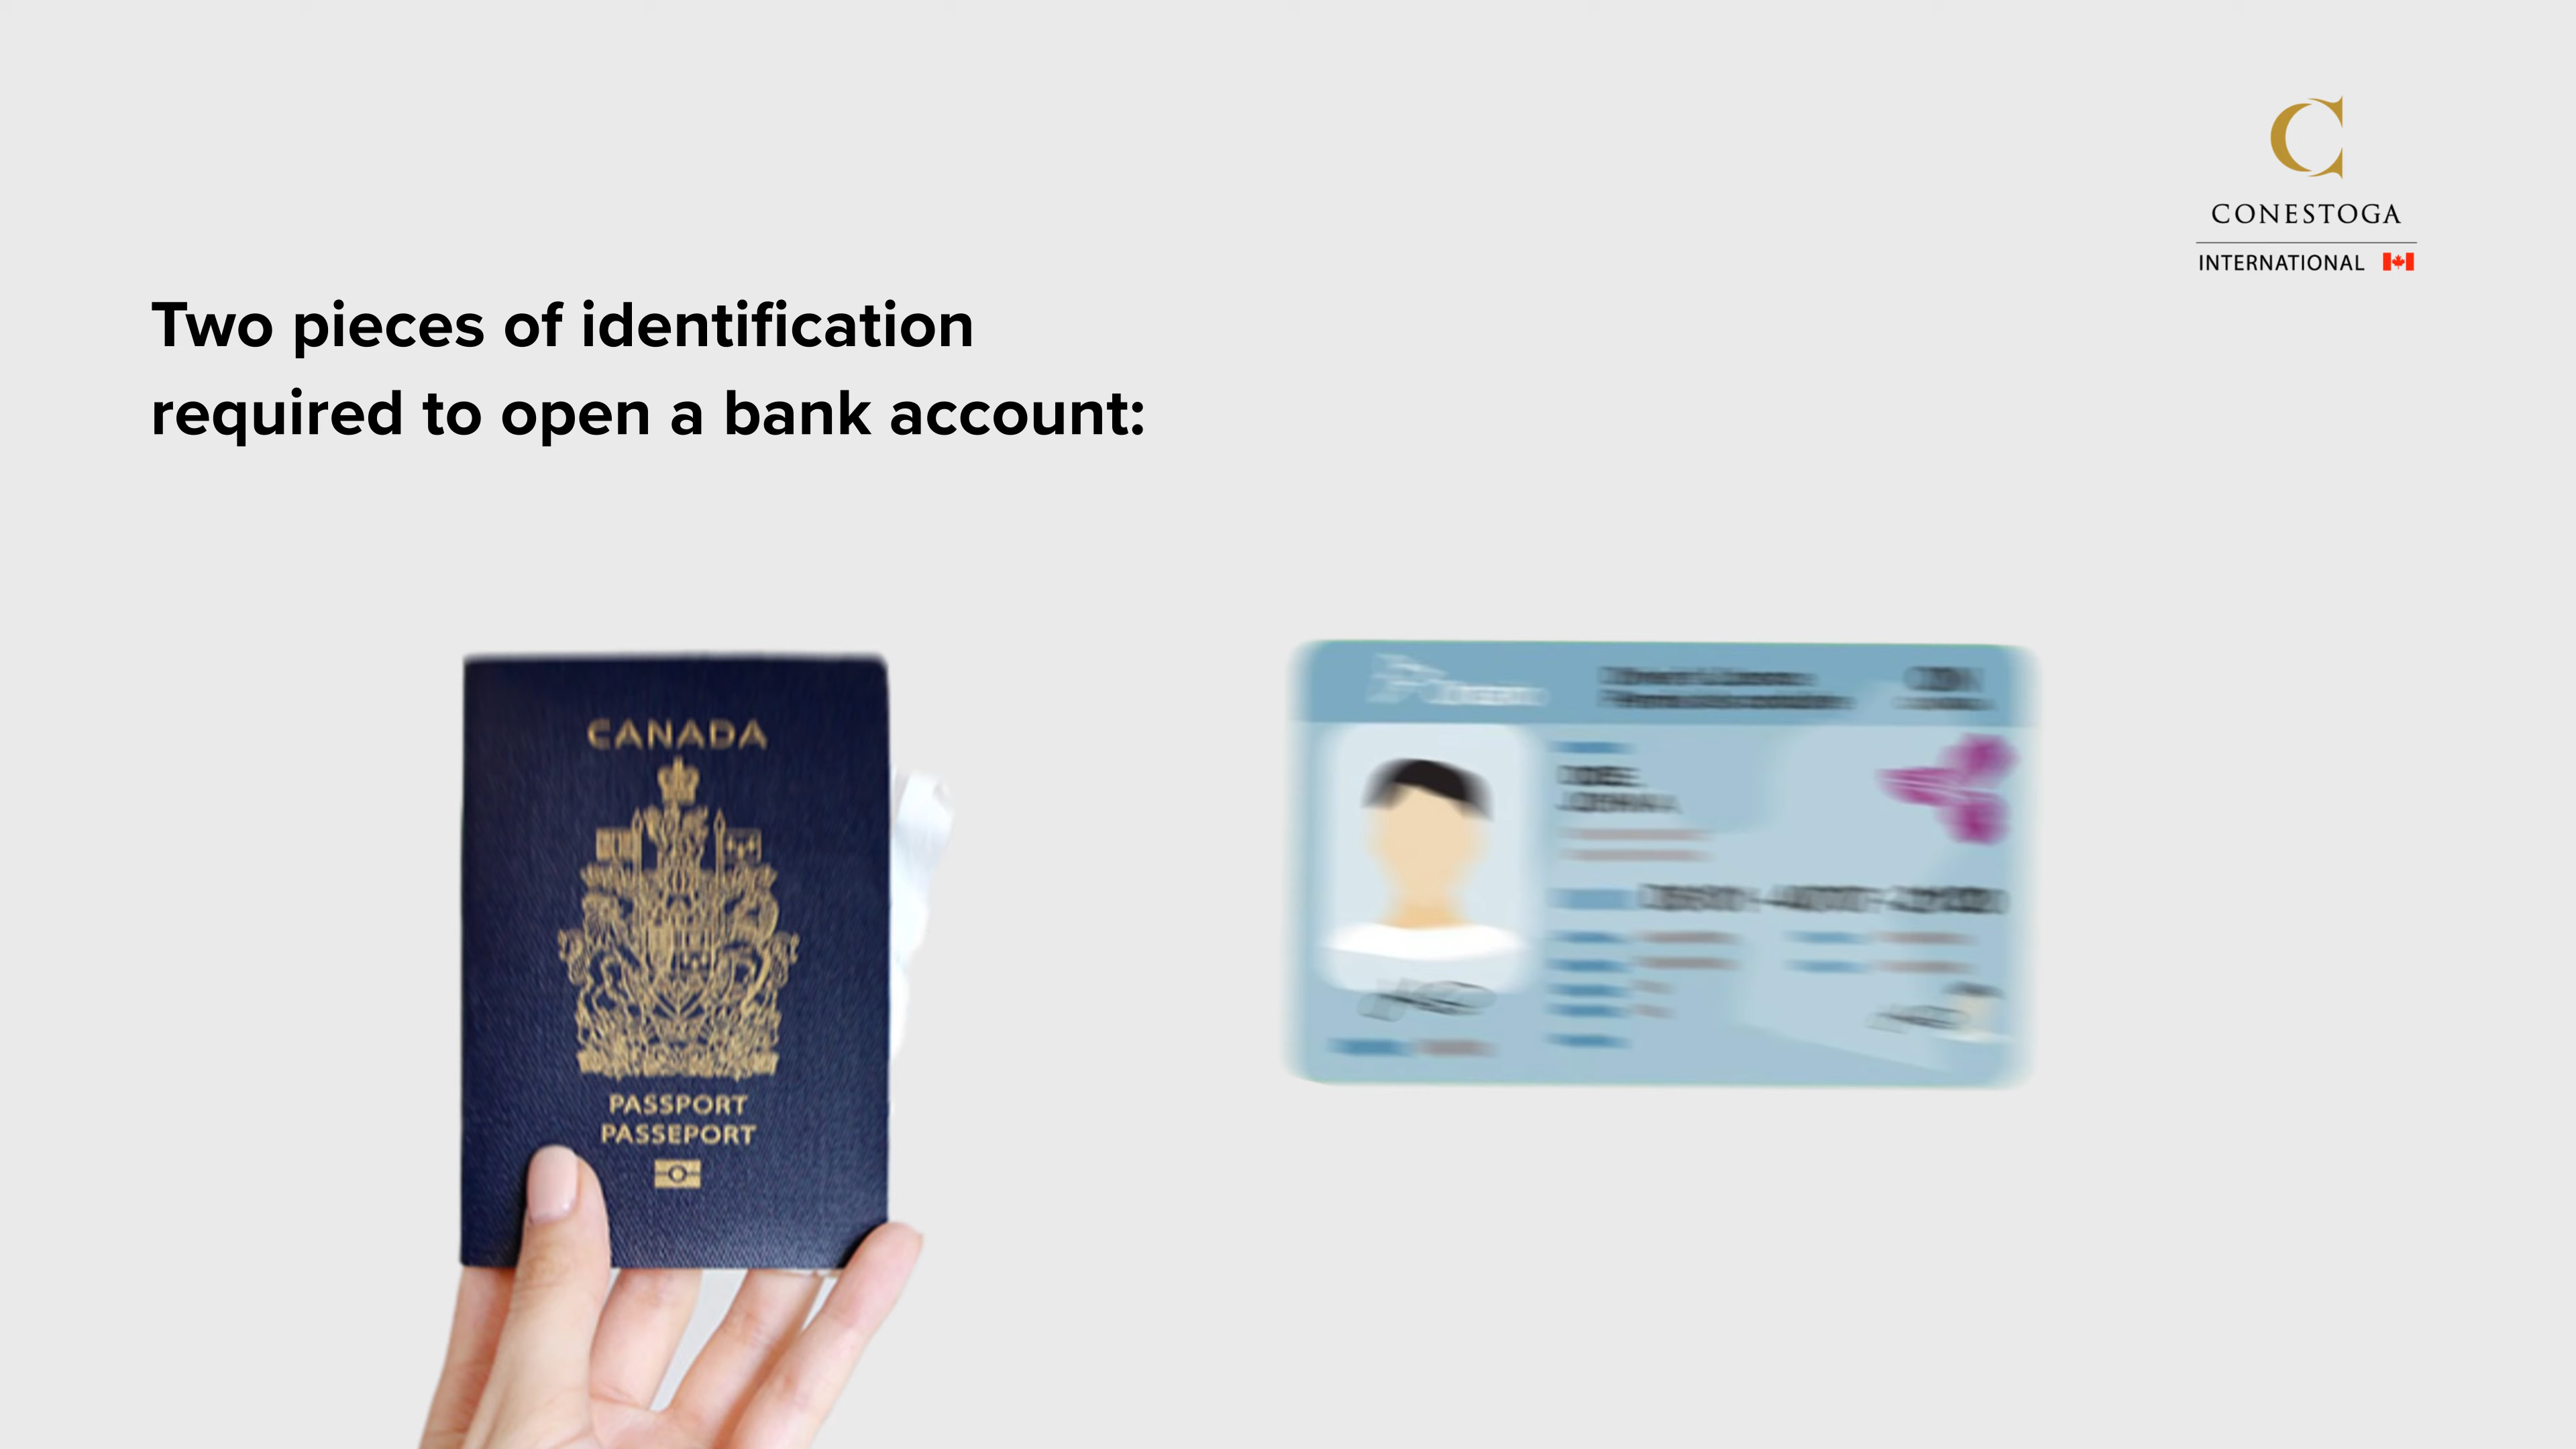 CONESTOGA
INTERNATIONAL
Two pieces of identification
required to open a bank account:
CANADA
PASSPORT
PASSEPORT